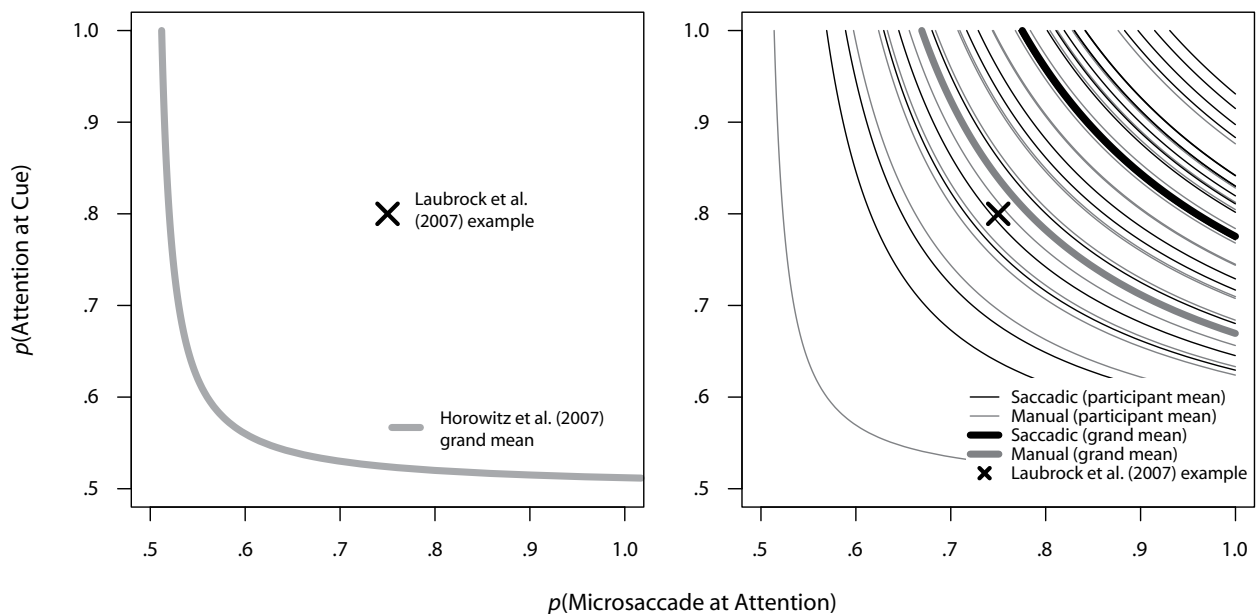 p(Attention at Cue)
1.0
.9
.8
.7
.6
.5
Laubrock et al.
(2007) example
Horowitz et al. (2007)
grand mean
.5 .6 .7 .8 .9 1.0
1.0
.9
.8
.7
.6
.5
Saccadic (participant mean)
Manual (participant mean)
Saccadic (grand mean)
Manual (grand mean)
Laubrock et al. (2007) example
.5 .6 .7 .8 .9 1.0
p(Microsaccade at Attention)